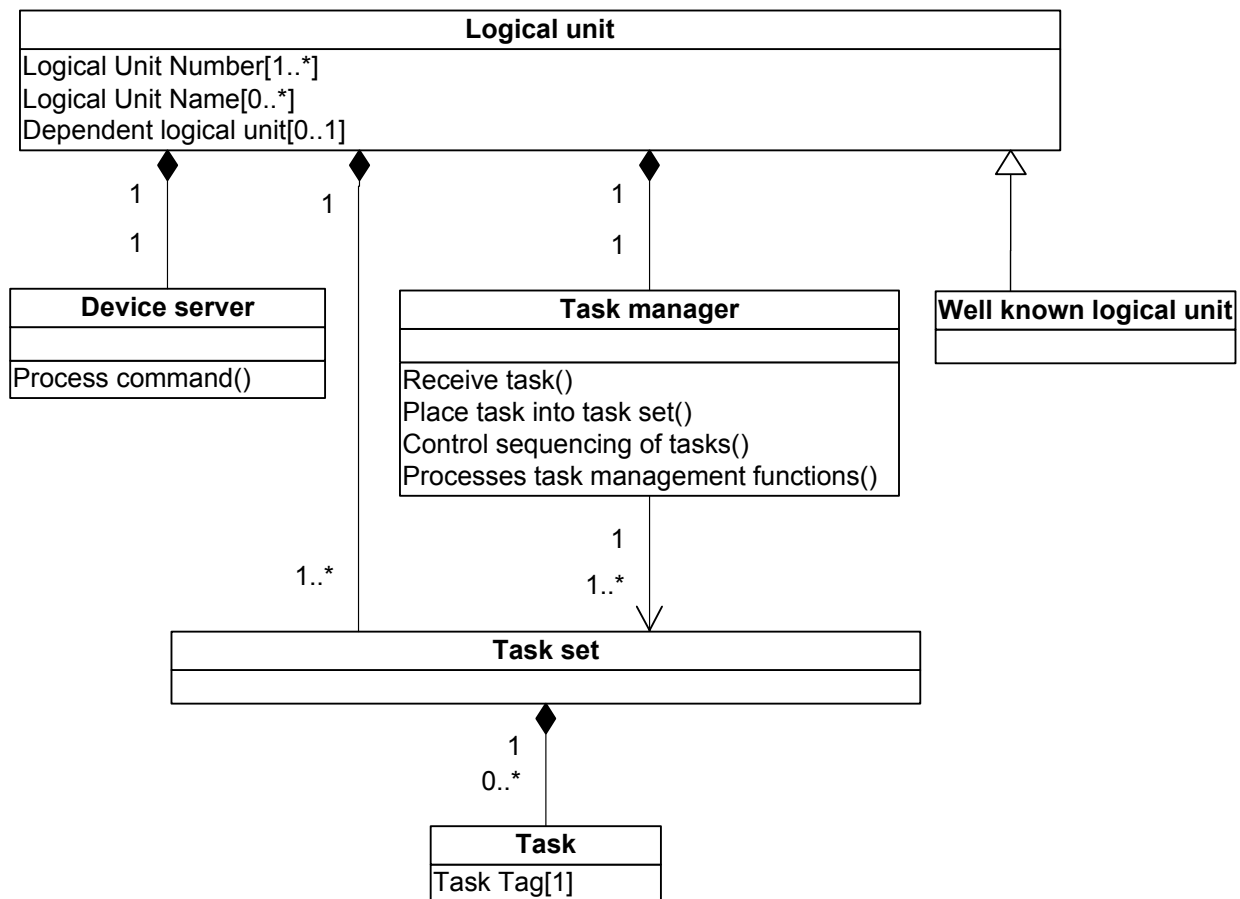 Logical unit
Logical Unit Number[1..*]
Logical Unit Name[0..*]
Dependent logical unit[0..1]
1
1
1
1
1
Device server
Process command()
Task manager
Receive task()
Place task into task set()
Control sequencing of tasks()
Processes task management functions()
Well known logical unit
1
1..*
1..*
Task set
1
0..*
Task
Task Tag[1]